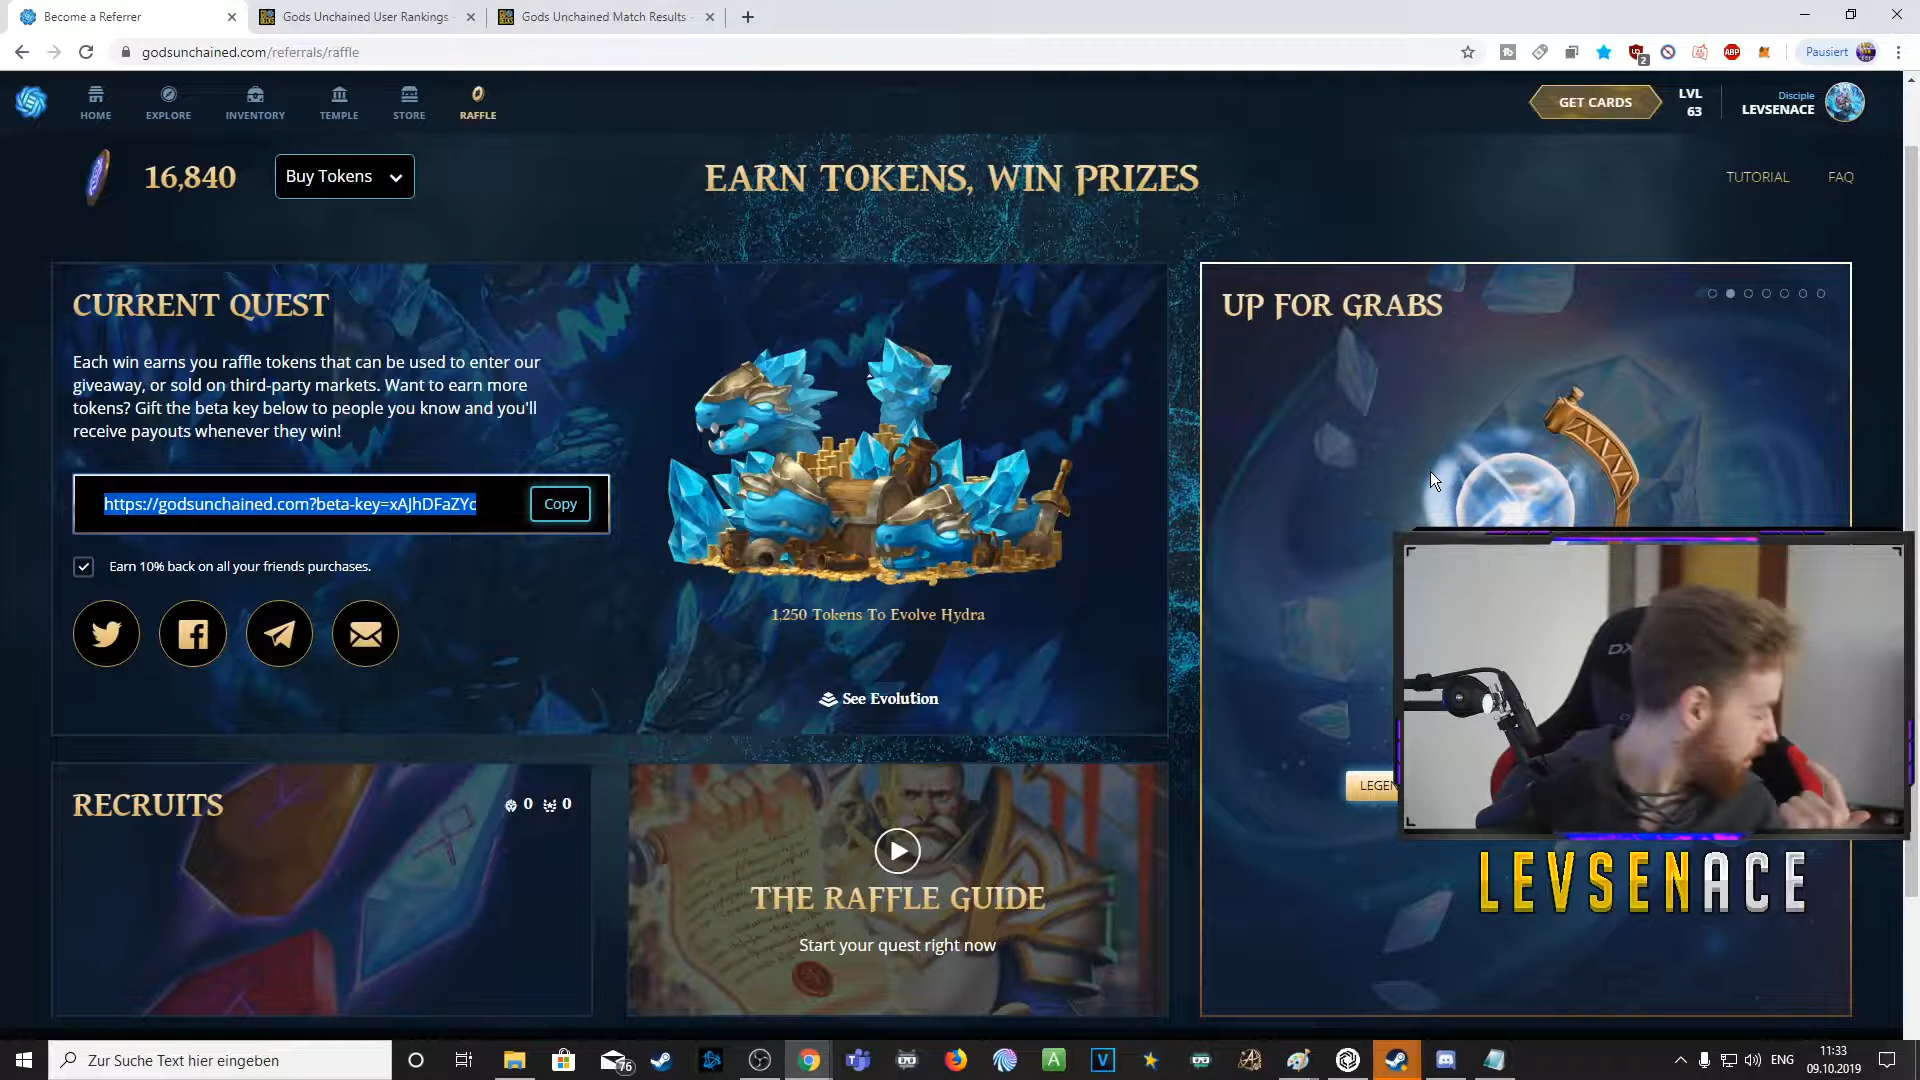 Become a Referrer
Gods Unchained User Rankings -
Gods Unchained Match Results -
godsunchained.com/referrals/raffle
2
ABP
Pausiert
HOME
EXPLORE
INVENTORY
TEMPLE
STORE
RAFFLE
GET CARDS
LVL
63
Disciple
LEVSENACE
16,840
Buy Tokens
EARN TOKENS, WIN PRIZES
TUTORIAL
FAQ
CURRENT QUEST
Each win earns you raffle tokens that can be used to enter our
giveaway, or sold on third-party markets. Want to earn more
tokens? Gift the beta key below to people you know and you'll
receive payouts whenever they win!
https://godsunchained.com?beta-key=xAJhDFaZYc
Copy
Earn 10% back on all your friends purchases.
1,250 Tokens To Evolve Hydra
See Evolution
UP FOR GRABS
LEGEN
DX
LEVSENACE
RECRUITS
0
0
THE RAFFLE GUIDE
Start your quest right now
Zur Suche Text hier eingeben
76
A
V
ENG
11:33
09.10.2019